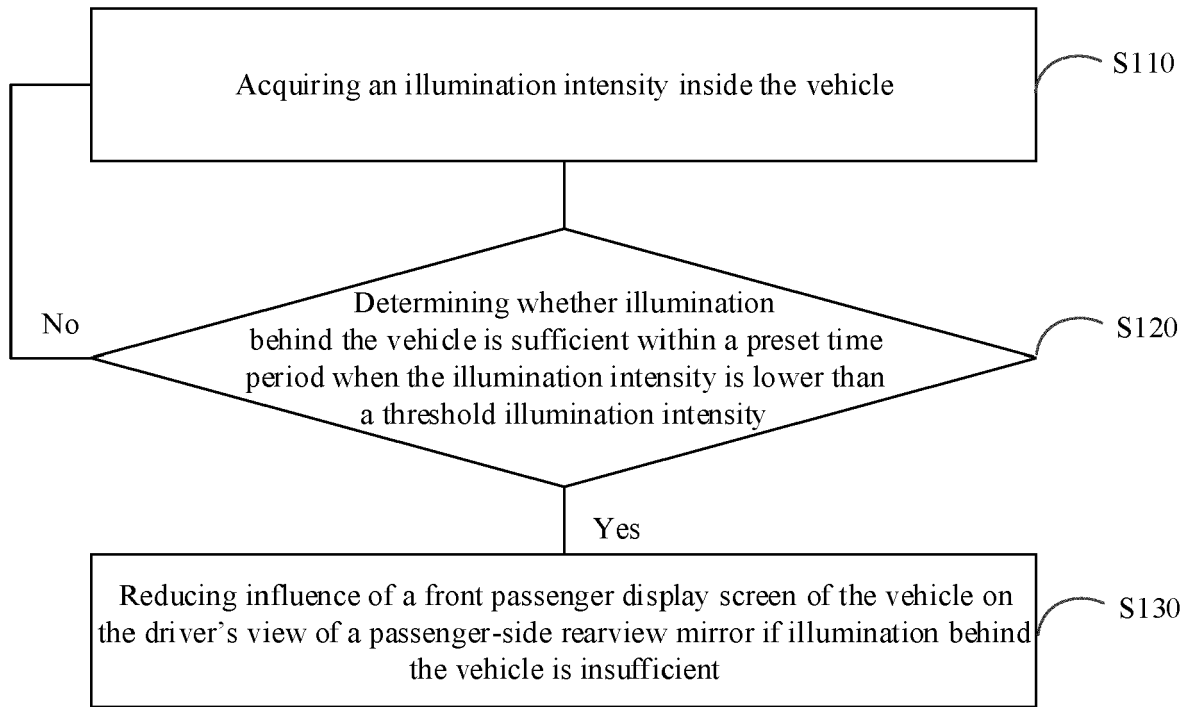 Acquiring an illumination intensity inside the vehicle
S110
Determining whether illumination
behind the vehicle is sufficient within a preset time
period when the illumination intensity is lower than
a threshold illumination intensity
S120
No
Yes
Reducing influence of a front passenger display screen of the vehicle on
the driver's view of a passenger-side rearview mirror if illumination behind
the vehicle is insufficient
S130